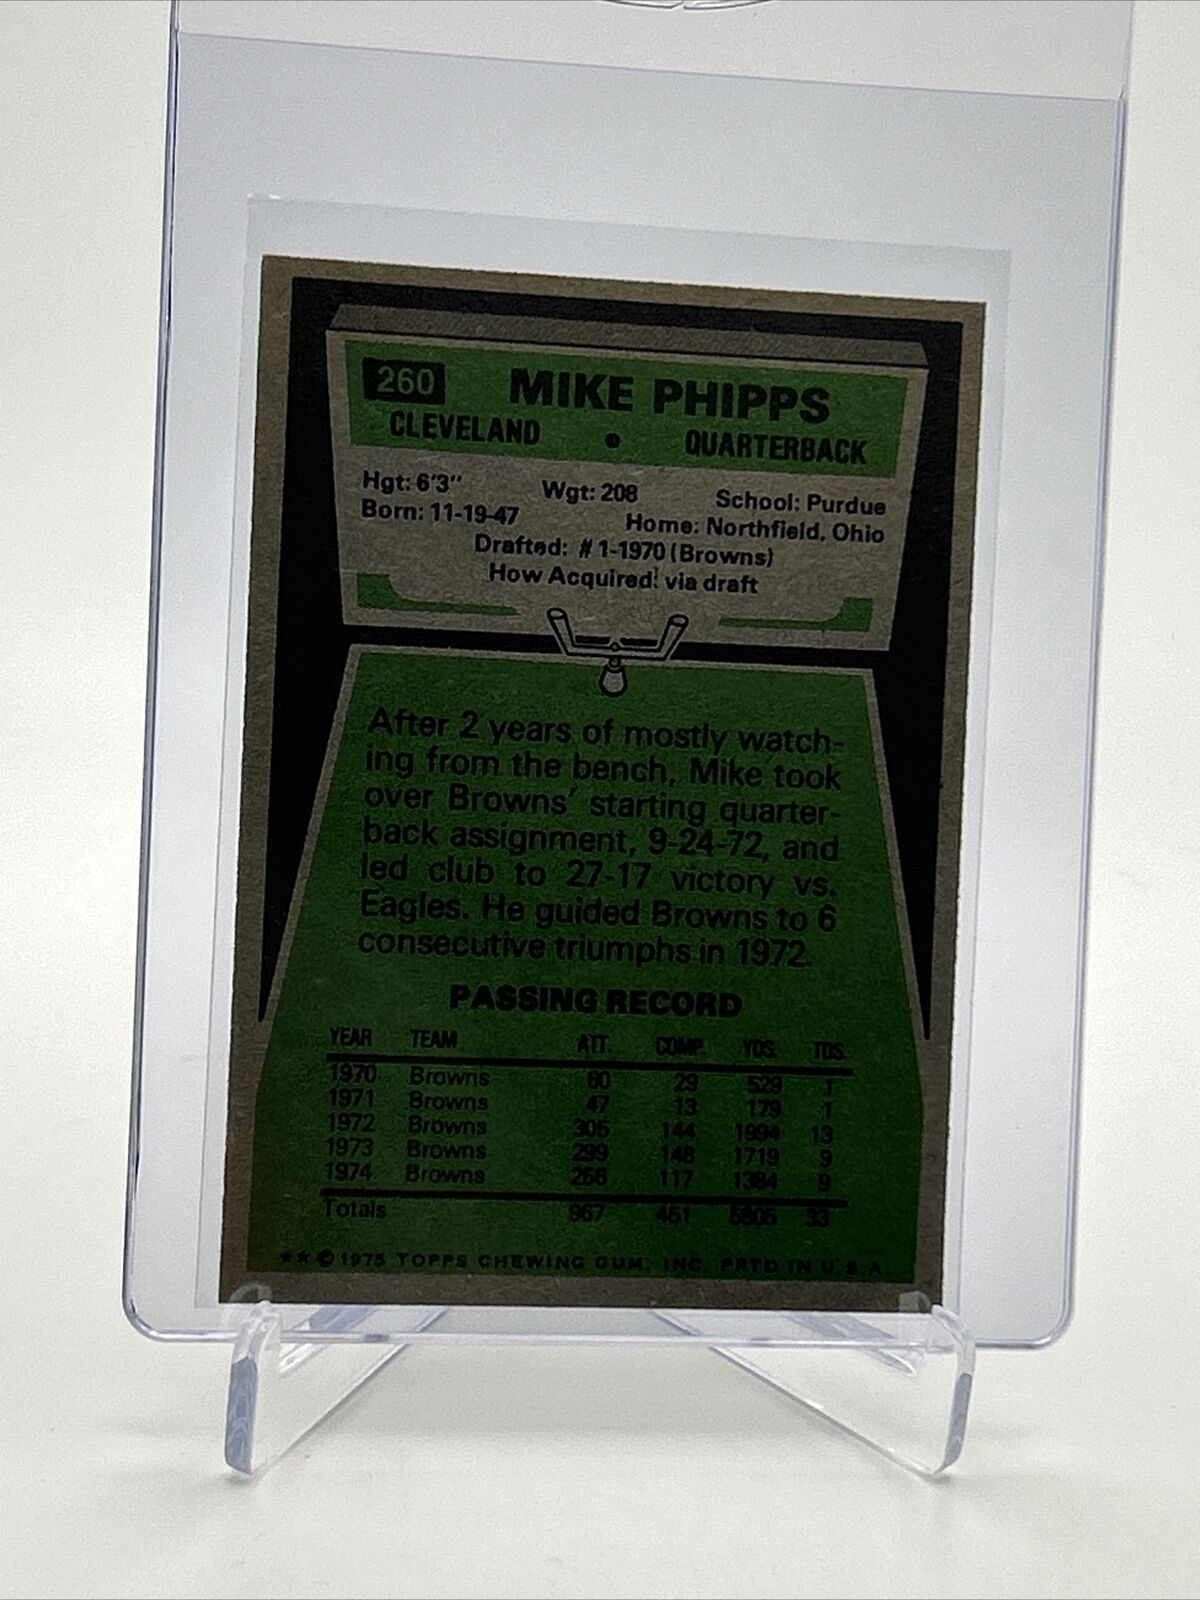 260 MIKE PHIPPS
CLEVELAND • QUARTERBACK
Hgt: 6'3" Wgt: 208 School: Purdue
Born: 11-19-47 Home: Northfield, Ohio
Drafted: #1-1970 (Browns)
How Acquired: via draft
After 2 years of mostly watch-
ing from the bench, Mike took
over Browns' starting quarter-
back assignment, 9-24-72, and
led club to 27-17 victory vs.
Eagles. He guided Browns to 6
consecutive triumphs in 1972.
PASSING RECORD
YEAR TEAM ATT. COMP. YDS. TDS.
1970 Browns 60 29 529 1
1971 Browns 47 13 179 1
1972 Browns 305 144 1994 13
1973 Browns 299 148 1719 9
1974 Browns 256 117 1384 9
Totals 967 451 5805 33
★★©1975 TOPPS CHEWING GUM, INC. PRTD IN U.S.A